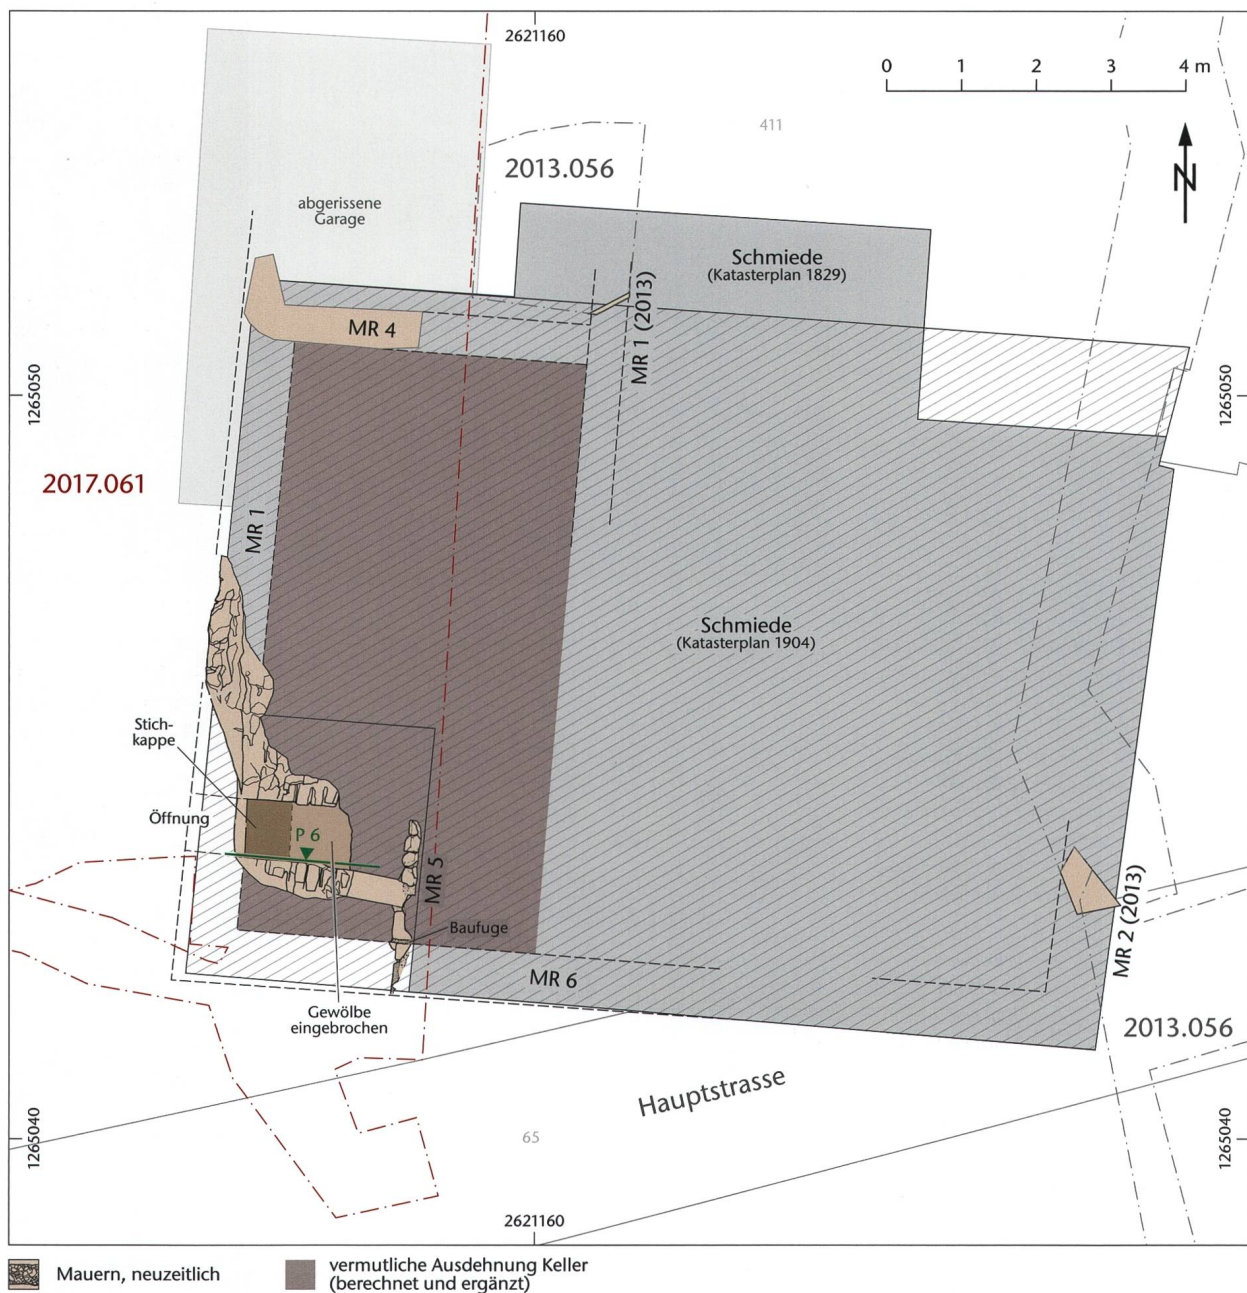 2621160
0 1 2 3 4 m
411
N
2013.056
abgerissene
Garage
Schmiede
(Katasterplan 1829)
MR 1 (2013)
MR 4
1265050
1265050
2017.061
MR 1
Schmiede
(Katasterplan 1904)
Stich-
kappe
Öffnung
P 6
MR 5
Baufuge
MR 2 (2013)
MR 6
Gewölbe
eingebrochen
2013.056
Hauptstrasse
65
1265040
1265040
2621160
Mauern, neuzeitlich
vermutliche Ausdehnung Keller
(berechnet und ergänzt)